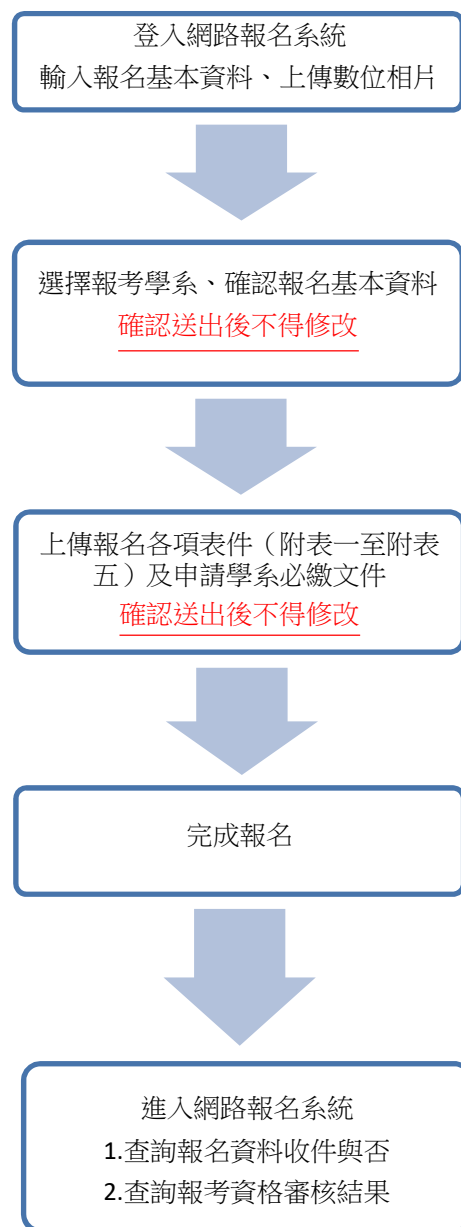 登入網路報名系統
輸入報名基本資料、上傳數位相片
選擇報考學系、確認報名基本資料
確認送出後不得修改
上傳報名各項表件（附表一至附表
五）及申請學系必繳文件
確認送出後不得修改
完成報名
進入網路報名系統
1.查詢報名資料收件與否
2.查詢報考資格審核結果